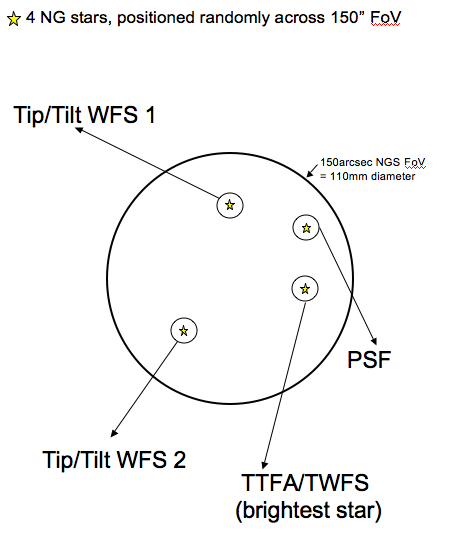 4 NG stars, positioned randomly across 150” FoV
Tip/Tilt WFS 1
150arcsec NGS FoV
= 110mm diameter
PSF
Tip/Tilt WFS 2
TTFA/TWFS
(brightest star)